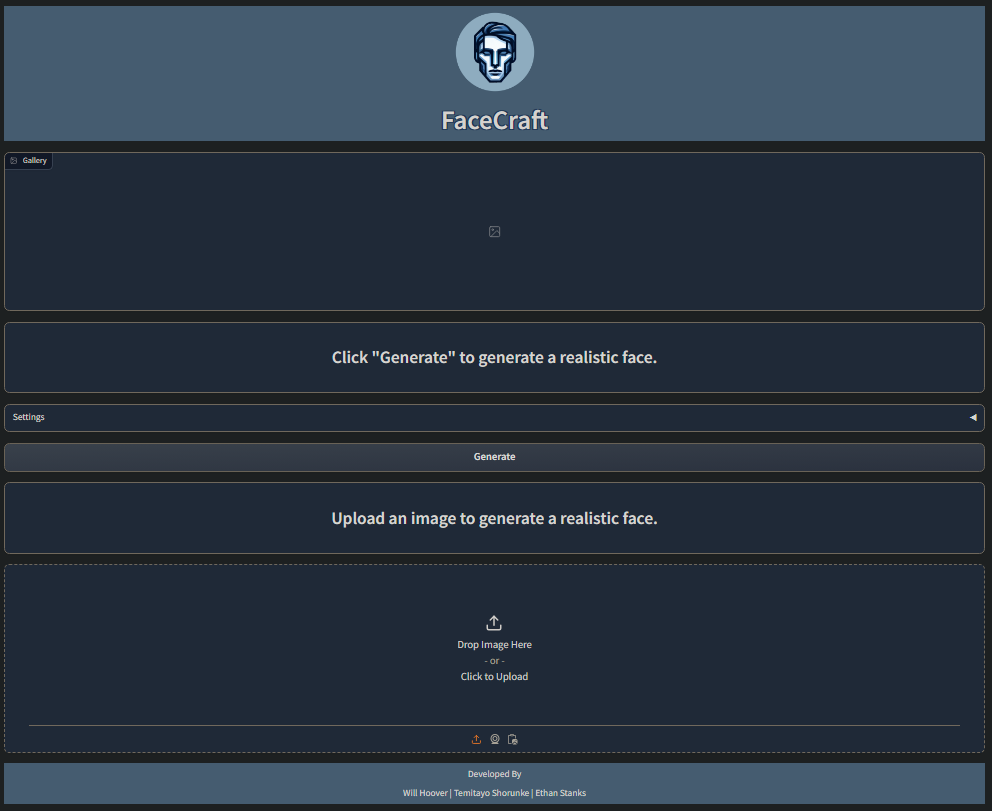 FaceCraft
Gallery
Click "Generate" to generate a realistic face.
Settings
Generate
Upload an image to generate a realistic face.
Drop Image Here
- or -
Click to Upload
Developed By
Will Hoover | Temitayo Shorunke | Ethan Stanks